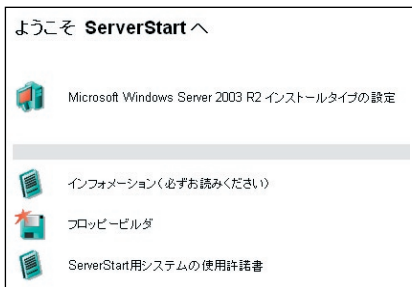 ようこそ ServerStart へ
Microsoft Windows Server 2003 R2 インストールタイプの設定
インフォメーション(必ずお読みください)
フロッピービルダ
ServerStart用システムの使用許諾書